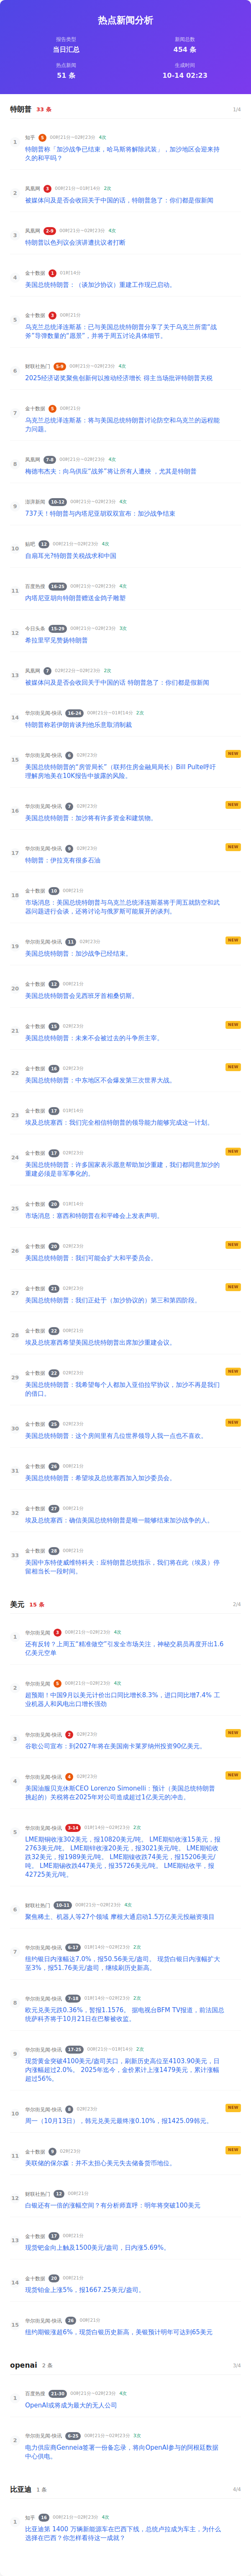 热点新闻分析
报告类型
当日汇总
新闻总数
454 条
热点新闻
51 条
生成时间
10-14 02:23
特朗普 33 条 1/4
1 知乎 5 00时21分~02时23分 4次
特朗普称「加沙战争已结束，哈马斯将解除武装」，加沙地区会迎来持
久的和平吗？
2 凤凰网 3 00时21分~01时14分 2次
被媒体问及是否会收回关于中国的话，特朗普急了：你们都是假新闻
3 凤凰网 2-9 00时21分~02时23分 4次
特朗普以色列议会演讲遭抗议者打断
4 金十数据 1 01时14分
美国总统特朗普：（谈加沙协议）重建工作现已启动。
5 金十数据 2 00时21分
乌克兰总统泽连斯基：已与美国总统特朗普分享了关于乌克兰所需“战
斧”导弹数量的“愿景”，并将于周五讨论具体细节。
6 财联社热门 5-9 00时21分~02时23分 4次
2025经济诺奖聚焦创新何以推动经济增长 得主当场批评特朗普关税
7 金十数据 5 00时21分
乌克兰总统泽连斯基：将与美国总统特朗普讨论防空和乌克兰的远程能
力问题。
8 凤凰网 7-8 00时21分~02时23分 4次
梅德韦杰夫：向乌供应“战斧”将让所有人遭殃 ，尤其是特朗普
9 澎湃新闻 10-12 00时21分~02时23分 4次
737天！特朗普与内塔尼亚胡双双宣布：加沙战争结束
10 贴吧 12 00时21分~02时23分 4次
自扇耳光?特朗普关税战求和中国
11 百度热搜 16-25 00时21分~02时23分 4次
内塔尼亚胡向特朗普赠送金鸽子雕塑
12 今日头条 15-29 00时21分~02时23分 3次
希拉里罕见赞扬特朗普
13 凤凰网 7 02时02分~02时23分 2次
被媒体问及是否会收回关于中国的话 特朗普急了：你们都是假新闻
14 华尔街见闻-快讯 16-24 00时21分~01时14分 2次
特朗普称若伊朗肯谈判他乐意取消制裁
15 华尔街见闻-快讯 6 02时23分 NEW
美国总统特朗普的“房管局长”（联邦住房金融局局长）Bill Pulte呼吁
理解房地美在10K报告中披露的风险。
16 华尔街见闻-快讯 7 02时23分 NEW
美国总统特朗普：加沙将有许多资金和建筑物。
17 华尔街见闻-快讯 9 02时23分 NEW
特朗普：伊拉克有很多石油
18 金十数据 10 00时21分
市场消息：美国总统特朗普与乌克兰总统泽连斯基将于周五就防空和武
器问题进行会谈，还将讨论与俄罗斯可能展开的谈判。
19 华尔街见闻-快讯 11 02时23分 NEW
美国总统特朗普：加沙战争已经结束。
20 金十数据 12 00时21分
美国总统特朗普会见西班牙首相桑切斯。
21 金十数据 15 02时23分 NEW
美国总统特朗普：未来不会被过去的斗争所主宰。
22 金十数据 16 02时23分 NEW
美国总统特朗普：中东地区不会爆发第三次世界大战。
23 金十数据 17 01时14分
埃及总统塞西：我们完全相信特朗普的领导能力能够完成这一计划。
24 金十数据 17 02时23分 NEW
美国总统特朗普：许多国家表示愿意帮助加沙重建，我们都同意加沙的
重建必须是非军事化的。
25 金十数据 20 01时14分
市场消息：塞西和特朗普在和平峰会上发表声明。
26 金十数据 20 02时23分 NEW
美国总统特朗普：我们可能会扩大和平委员会。
27 金十数据 21 02时23分 NEW
美国总统特朗普：我们正处于（加沙协议的）第三和第四阶段。
28 金十数据 22 00时21分
埃及总统塞西希望美国总统特朗普出席加沙重建会议。
29 金十数据 22 02时23分 NEW
美国总统特朗普：我希望每个人都加入亚伯拉罕协议，加沙不再是我们
的借口。
30 金十数据 25 02时23分 NEW
美国总统特朗普：这个房间里有几位世界领导人我一点也不喜欢。
31 金十数据 26 00时21分
美国总统特朗普：希望埃及总统塞西加入加沙委员会。
32 金十数据 27 00时21分
埃及总统塞西：确信美国总统特朗普是唯一能够结束加沙战争的人。
33 金十数据 28 00时21分
美国中东特使威维特科夫：应特朗普总统指示，我们将在此（埃及）停
留相当长一段时间。
美元 15 条 2/4
1 华尔街见闻 3 00时21分~02时23分 4次
还有反转？上周五“精准做空”引发全市场关注，神秘交易员再度开出1.6
亿美元空单
2 华尔街见闻 5 00时21分~02时23分 4次
超预期！中国9月以美元计价出口同比增长8.3%，进口同比增7.4% 工
业机器人和风电出口增长强劲
3 华尔街见闻-快讯 2 02时23分 NEW
谷歌公司宣布：到2027年将在美国南卡莱罗纳州投资90亿美元。
4 华尔街见闻-快讯 4 02时23分 NEW
美国油服贝克休斯CEO Lorenzo Simonelli：预计（美国总统特朗普
挑起的）关税将在2025年对公司造成超过1亿美元的冲击。
5 华尔街见闻-快讯 3-14 01时14分~02时23分 2次
LME期铜收涨302美元，报10820美元/吨。 LME期铝收涨15美元，报
2763美元/吨。 LME期锌收涨20美元，报3021美元/吨。 LME期铅收
跌32美元，报1989美元/吨。 LME期镍收跌74美元，报15206美元/
吨。 LME期锡收跌447美元，报35726美元/吨。 LME期钴收平，报
42725美元/吨。
6 财联社热门 10-11 00时21分~02时23分 4次
聚焦稀土、机器人等27个领域 摩根大通启动1.5万亿美元投融资项目
7 华尔街见闻-快讯 6-17 01时14分~02时23分 2次
纽约银日内涨幅达7.0%，报50.56美元/盎司。 现货白银日内涨幅扩大
至3%，报51.76美元/盎司，继续刷历史新高。
8 华尔街见闻-快讯 7-18 01时14分~02时23分 2次
欧元兑美元跌0.36%，暂报1.1576。 据电视台BFM TV报道，前法国总
统萨科齐将于10月21日在巴黎被收监。
9 华尔街见闻-快讯 17-25 00时21分~01时14分 2次
现货黄金突破4100美元/盎司关口，刷新历史高位至4103.90美元，日
内涨幅超过2.0%。 2025年迄今，金价累计上涨1479美元，累计涨幅
超过56%。
10 华尔街见闻-快讯 8 02时23分 NEW
周一（10月13日），韩元兑美元最终涨0.10%，报1425.09韩元。
11 金十数据 9 02时23分 NEW
美联储的保尔森：并不太担心美元失去储备货币地位。
12 财联社热门 12 00时21分
白银还有一倍的涨幅空间？有分析师直呼：明年将突破100美元
13 金十数据 17 00时21分
现货钯金向上触及1500美元/盎司，日内涨5.69%。
14 金十数据 20 00时21分
现货铂金上涨5%，报1667.25美元/盎司。
15 华尔街见闻-快讯 29 00时21分
纽约期银涨超6%，现货白银历史新高，美银预计明年可达到65美元
openai 2 条 3/4
1 百度热搜 21-30 00时21分~02时23分 4次
OpenAI或将成为最大的无人公司
2 华尔街见闻-快讯 6-25 00时21分~02时23分 3次
电力供应商Genneia签署一份备忘录，将向OpenAI参与的阿根廷数据
中心供电。
比亚迪 1 条 4/4
1 知乎 16 00时21分~02时23分 4次
比亚迪第 1400 万辆新能源车在巴西下线，总统卢拉成为车主，为什么
选择在巴西？你怎样看待这一成就？